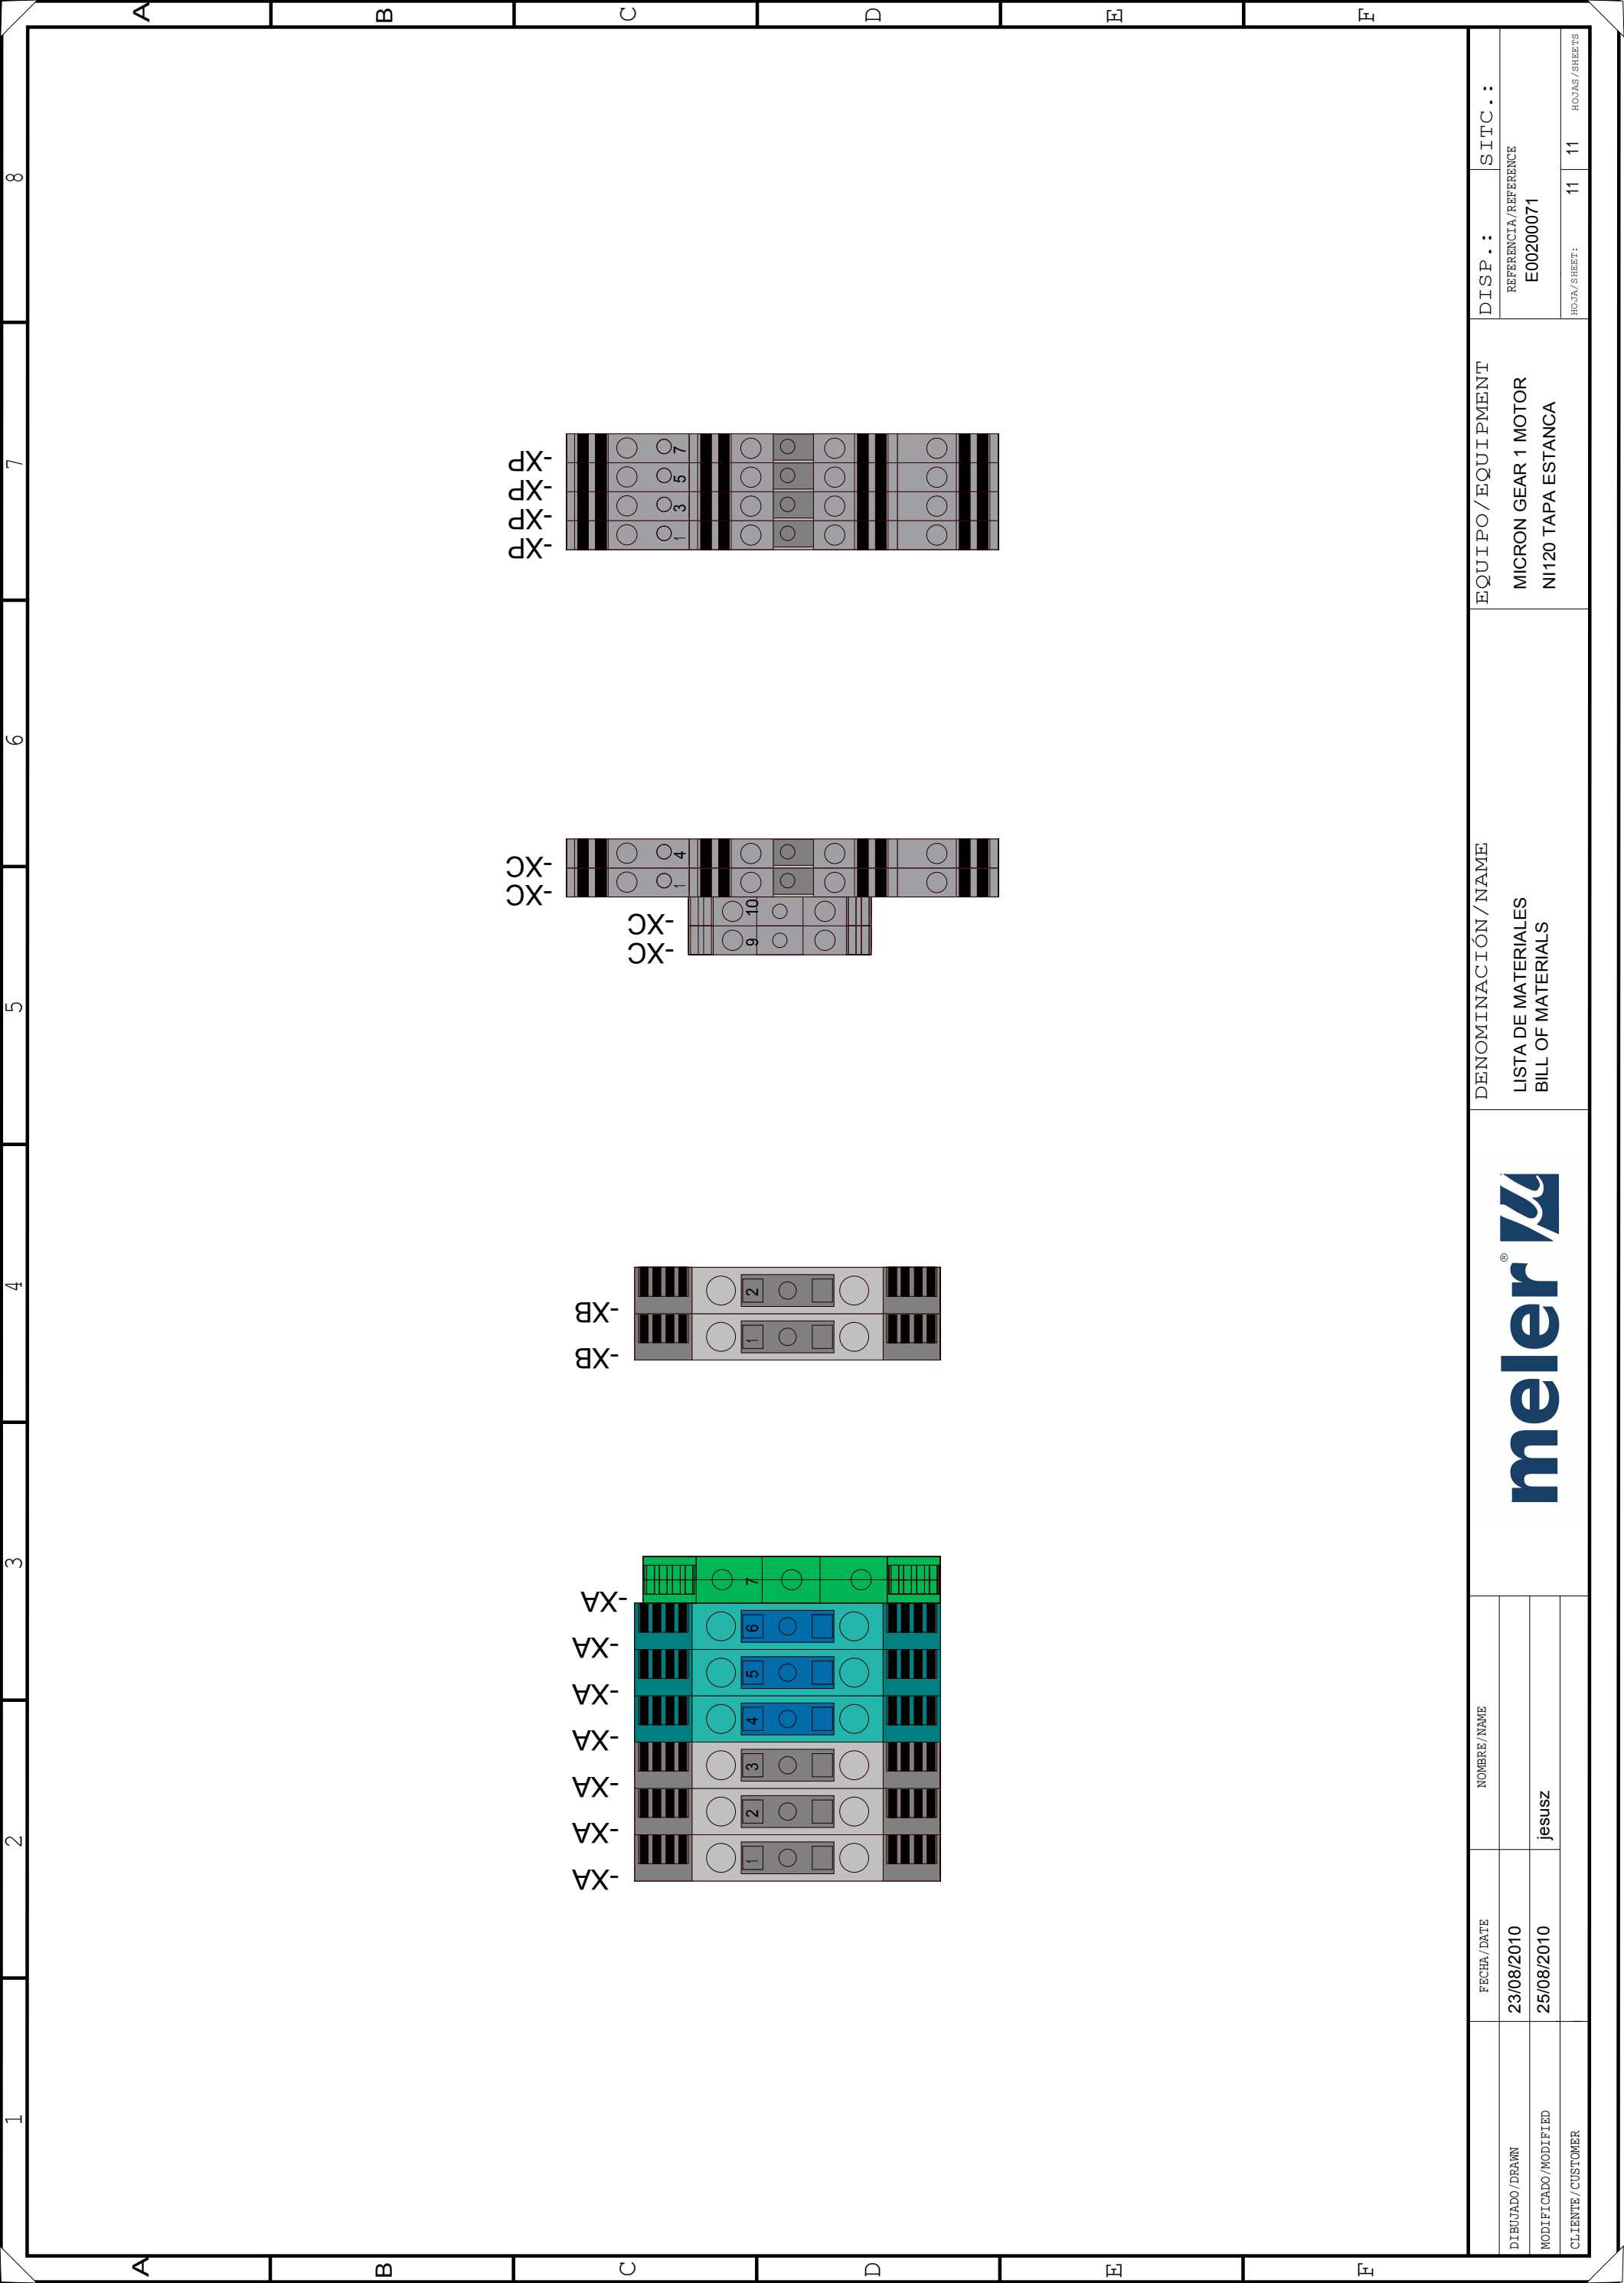 1 2 3 4 5 6 7 8
A A
B B
C C
D D
E E
F F
-XA -XA -XA -XA -XA -XA -XA
1 2 3 4 5 6 7
-XB -XB
1 2
-XC -XC -XC -XC
9 10 1 4
-XP -XP -XP -XP
1 3 5 7
FECHA/DATE
NOMBRE/NAME
DIBUJADO/DRAWN
23/08/2010
MODIFICADO/MODIFIED
25/08/2010
jesusz
CLIENTE/CUSTOMER
meler®
DENOMINACIÓN/NAME
LISTA DE MATERIALES
BILL OF MATERIALS
EQUIPO/EQUIPMENT
MICRON GEAR 1 MOTOR
NI120 TAPA ESTANCA
DISP.:
SITC.:
REFERENCIA/REFERENCE
E00200071
HOJA/SHEET:
11
11
HOJAS/SHEETS